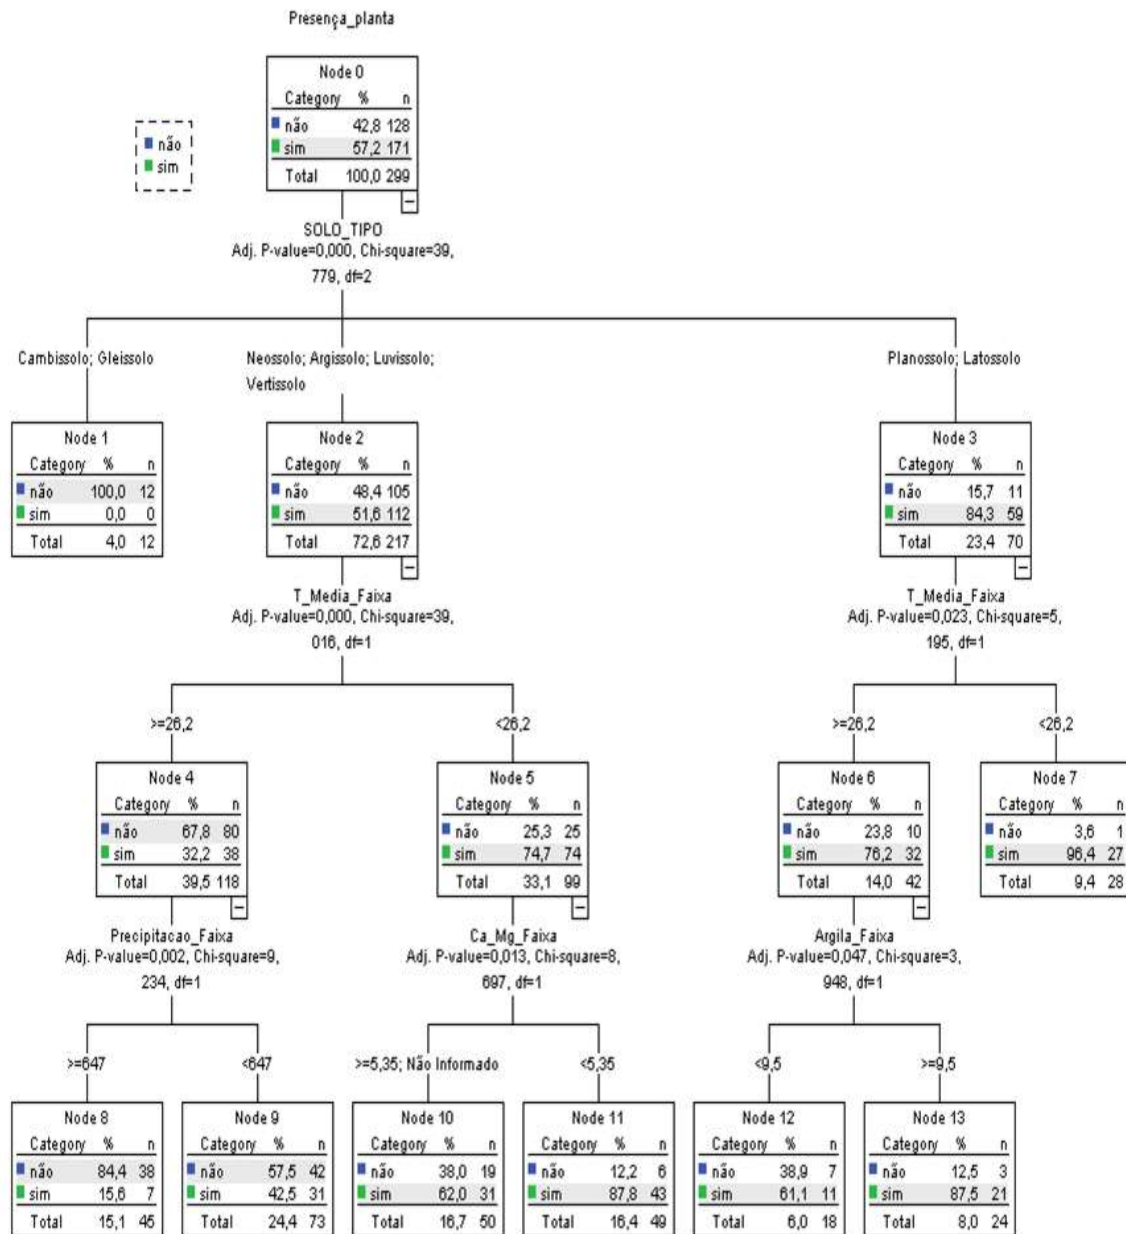 Presença_planta
Node 0
Category % n
não 42,8 128
sim 57,2 171
Total 100,0 299
não
sim
SOLO_TIPO
Adj. P-value=0,000, Chi-square=39,
779, df=2
Cambissolo; Gleissolo
Neossolo; Argissolo; Luvissolo;
Vertissolo
Planossolo; Latossolo
Node 1
Category % n
não 100,0 12
sim 0,0 0
Total 4,0 12
Node 2
Category % n
não 48,4 105
sim 51,6 112
Total 72,6 217
Node 3
Category % n
não 15,7 11
sim 84,3 59
Total 23,4 70
T_Media_Faixa
Adj. P-value=0,000, Chi-square=39,
016, df=1
T_Media_Faixa
Adj. P-value=0,023, Chi-square=5,
195, df=1
>=26,2
<26,2
>=26,2
<26,2
Node 4
Category % n
não 67,8 80
sim 32,2 38
Total 39,5 118
Node 5
Category % n
não 25,3 25
sim 74,7 74
Total 33,1 99
Node 6
Category % n
não 23,8 10
sim 76,2 32
Total 14,0 42
Node 7
Category % n
não 3,6 1
sim 96,4 27
Total 9,4 28
Precipitacao_Faixa
Adj. P-value=0,002, Chi-square=9,
234, df=1
Ca_Mg_Faixa
Adj. P-value=0,013, Chi-square=8,
697, df=1
Argila_Faixa
Adj. P-value=0,047, Chi-square=3,
948, df=1
>=647
<647
>=5,35; Não Informado
<5,35
<9,5
>=9,5
Node 8
Category % n
não 84,4 38
sim 15,6 7
Total 15,1 45
Node 9
Category % n
não 57,5 42
sim 42,5 31
Total 24,4 73
Node 10
Category % n
não 38,0 19
sim 62,0 31
Total 16,7 50
Node 11
Category % n
não 12,2 6
sim 87,8 43
Total 16,4 49
Node 12
Category % n
não 38,9 7
sim 61,1 11
Total 6,0 18
Node 13
Category % n
não 12,5 3
sim 87,5 21
Total 8,0 24